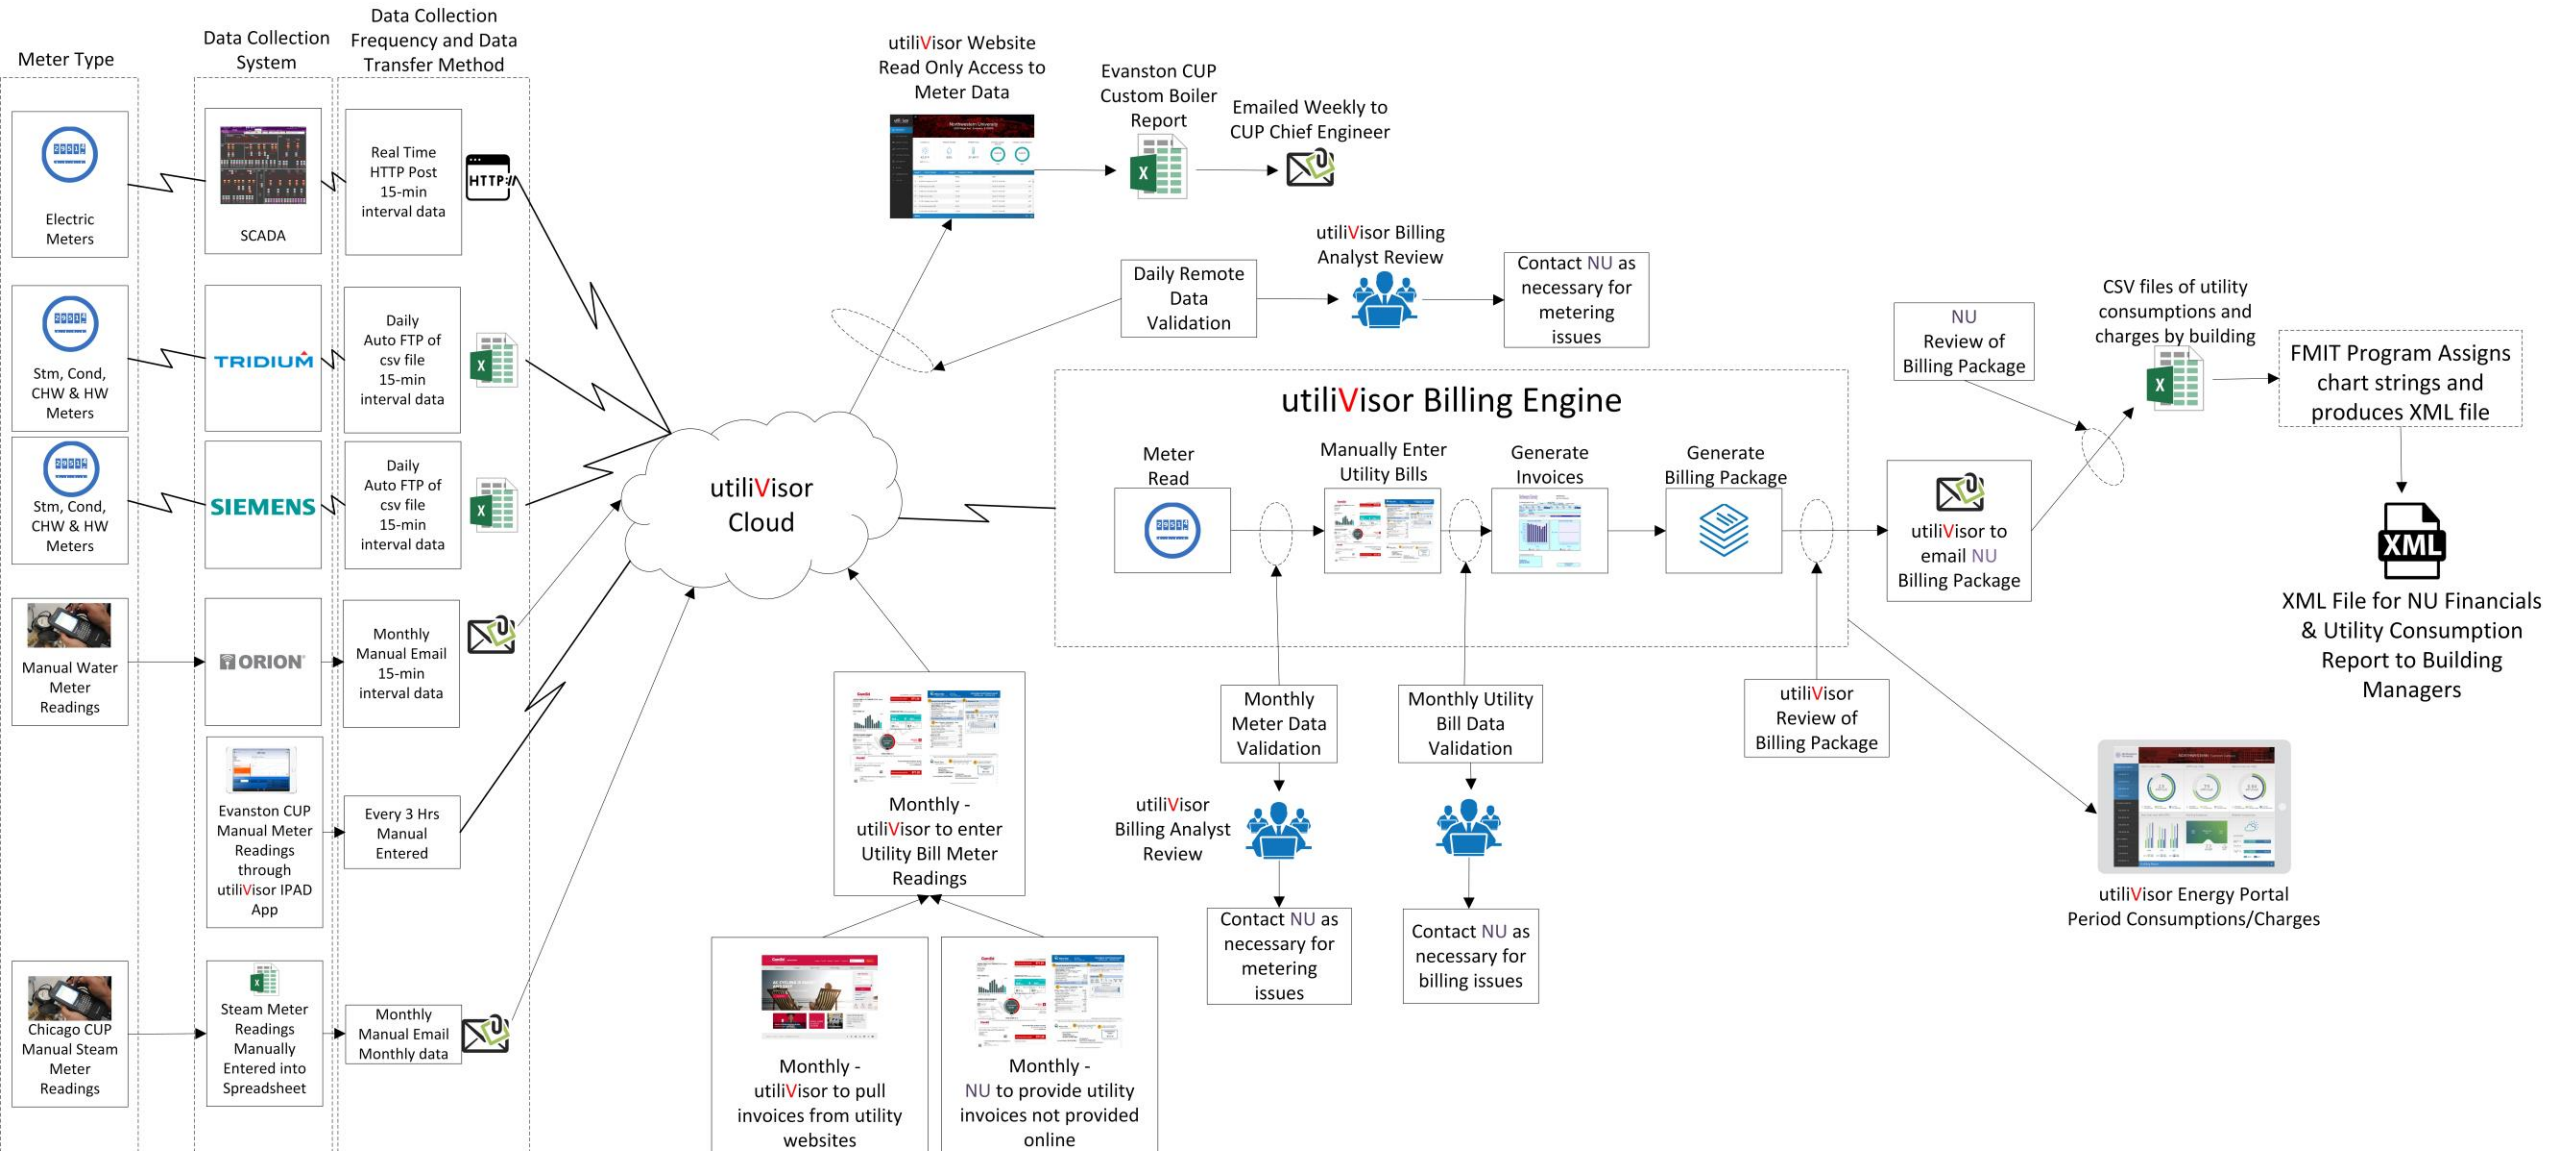 Meter Type
Data Collection
System
Data Collection
Frequency and Data
Transfer Method
Electric
Meters
SCADA
Real Time
HTTP Post
15-min
interval data
HTTP://
Stm, Cond,
CHW & HW
Meters
TRIDIUM
Daily
Auto FTP of
csv file
15-min
interval data
Stm, Cond,
CHW & HW
Meters
SIEMENS
Daily
Auto FTP of
csv file
15-min
interval data
Manual Water
Meter
Readings
ORION
Monthly
Manual Email
15-min
interval data
Evanston CUP
Manual Meter
Readings
through
utiliVisor IPAD
App
Every 3 Hrs
Manual
Entered
Chicago CUP
Manual Steam
Meter
Readings
Steam Meter
Readings
Manually
Entered into
Spreadsheet
Monthly
Manual Email
Monthly data
utiliVisor
Cloud
utiliVisor Website
Read Only Access to
Meter Data
Evanston CUP
Custom Boiler
Report
Emailed Weekly to
CUP Chief Engineer
Daily Remote
Data
Validation
utiliVisor Billing
Analyst Review
Contact NU as
necessary for
metering
issues
utiliVisor Billing Engine
Meter
Read
Manually Enter
Utility Bills
Generate
Invoices
Generate
Billing Package
Monthly
Meter Data
Validation
Monthly Utility
Bill Data
Validation
utiliVisor
Review of
Billing Package
utiliVisor
Billing Analyst
Review
Contact NU as
necessary for
metering
issues
Contact NU as
necessary for
billing issues
Monthly -
utiliVisor to enter
Utility Bill Meter
Readings
Monthly -
utiliVisor to pull
invoices from utility
websites
Monthly -
NU to provide utility
invoices not provided
online
NU
Review of
Billing Package
utiliVisor to
email NU
Billing Package
CSV files of utility
consumptions and
charges by building
FMIT Program Assigns
chart strings and
produces XML file
XML
XML File for NU Financials
& Utility Consumption
Report to Building
Managers
utiliVisor Energy Portal
Period Consumptions/Charges